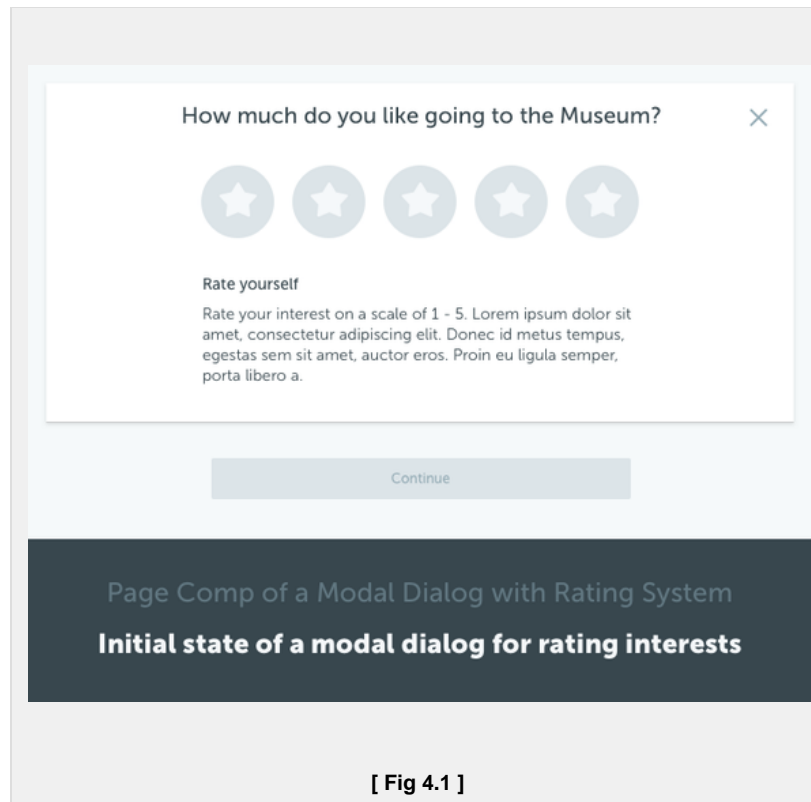 How much do you like going to the Museum?
Rate yourself
Rate your interest on a scale of 1 - 5. Lorem ipsum dolor sit
amet, consectetur adipiscing elit. Donec id metus tempus,
egestas sem sit amet, auctor eros. Proin eu ligula semper,
porta libero a.
Continue
Page Comp of a Modal Dialog with Rating System
Initial state of a modal dialog for rating interests
[ Fig 4.1 ]